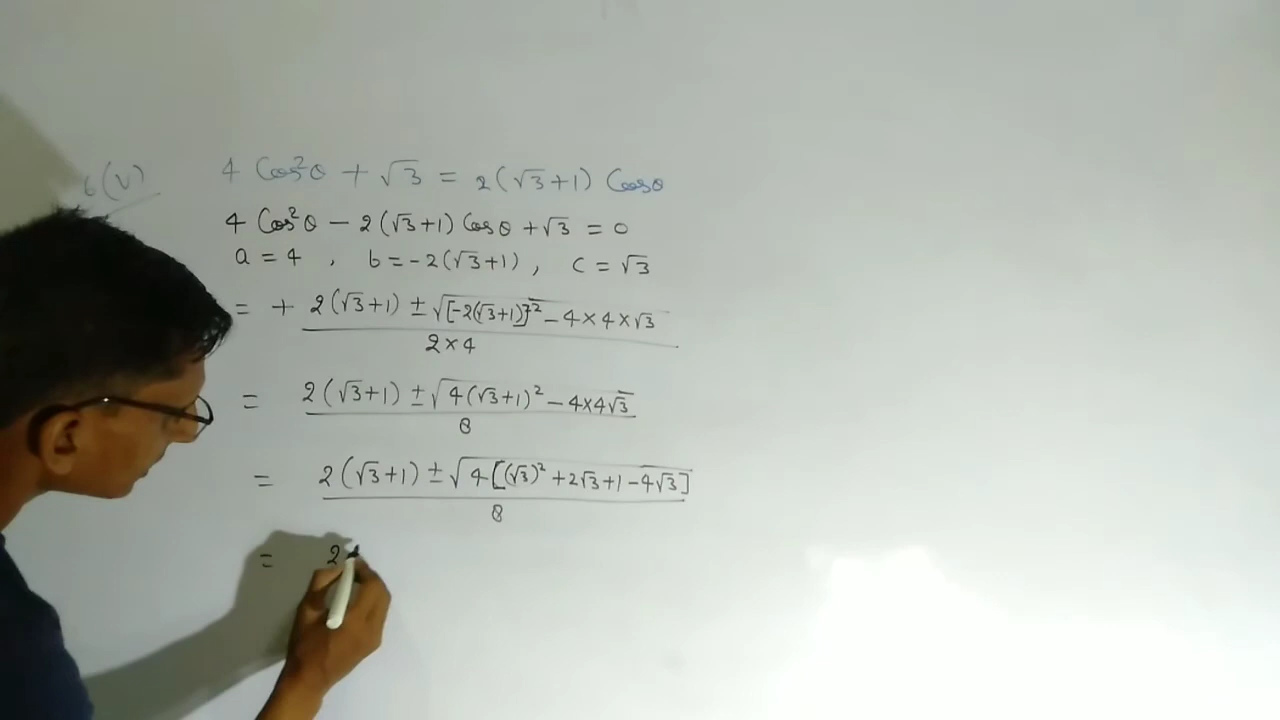 6(v) 4 Cos²θ + √3 = 2(√3+1) Cosθ
4 Cos²θ − 2(√3+1) Cosθ + √3 = 0
a = 4 , b = −2(√3+1) , c = √3
= + 2(√3+1) ± √[−2(√3+1)]² − 4×4×√3
2×4
= 2(√3+1) ± √4(√3+1)² − 4×4√3
8
= 2(√3+1) ± √4[(√3)² + 2√3+1 − 4√3]
8
= 2